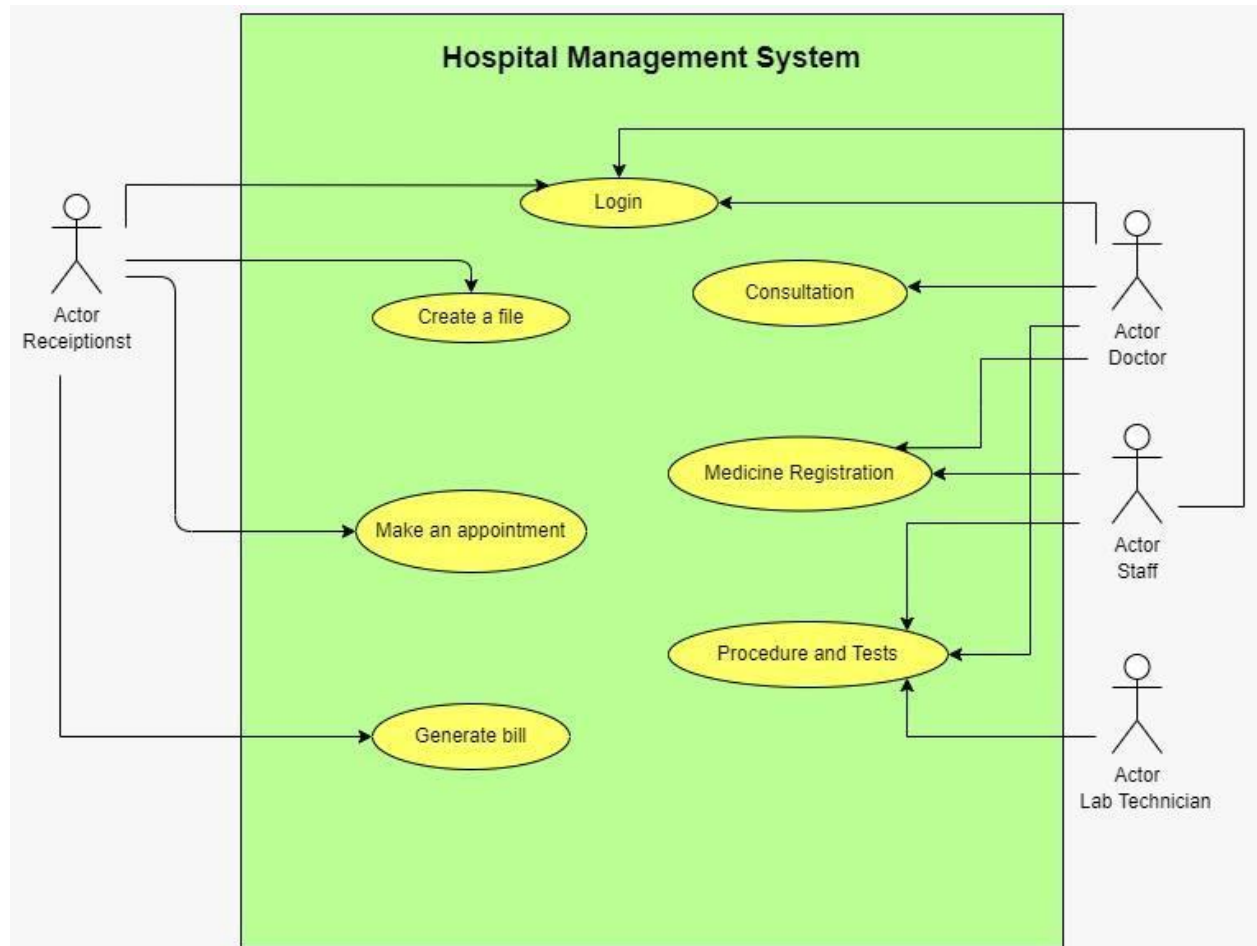 Hospital Management System
Login
Actor
Receiptionst
Create a file
Consultation
Actor
Doctor
Medicine Registration
Make an appointment
Actor
Staff
Procedure and Tests
Generate bill
Actor
Lab Technician